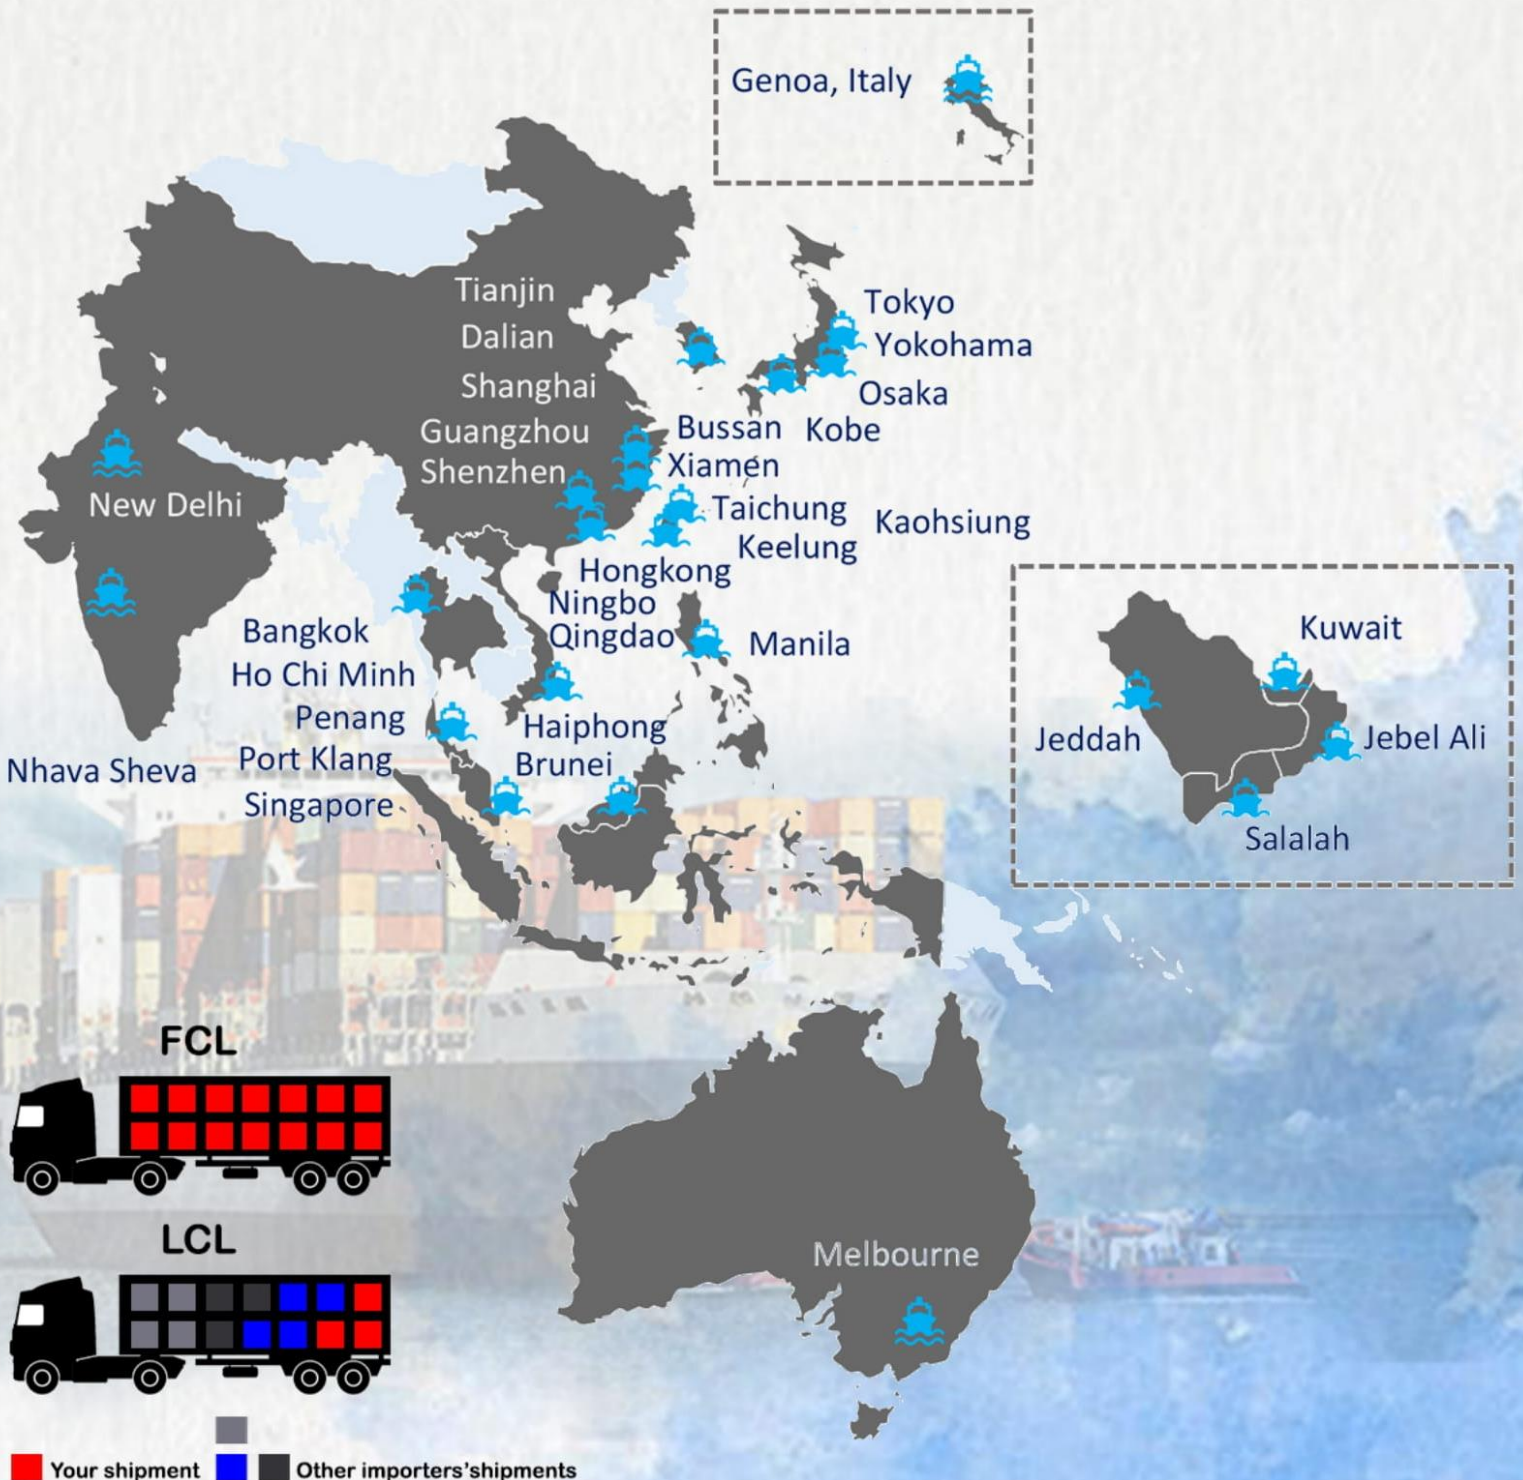 Genoa, Italy
Tianjin
Dalian
Shanghai
Guangzhou
Shenzhen
Tokyo
Yokohama
Osaka
Bussan Kobe
Xiamen
Taichung Kaohsiung
Keelung
New Delhi
Hongkong
Ningbo
Qingdao
Manila
Bangkok
Ho Chi Minh
Penang
Port Klang
Singapore
Haiphong
Brunei
Nhava Sheva
Kuwait
Jeddah
Jebel Ali
Salalah
Melbourne
FCL
LCL
Your shipment
Other importers'shipments